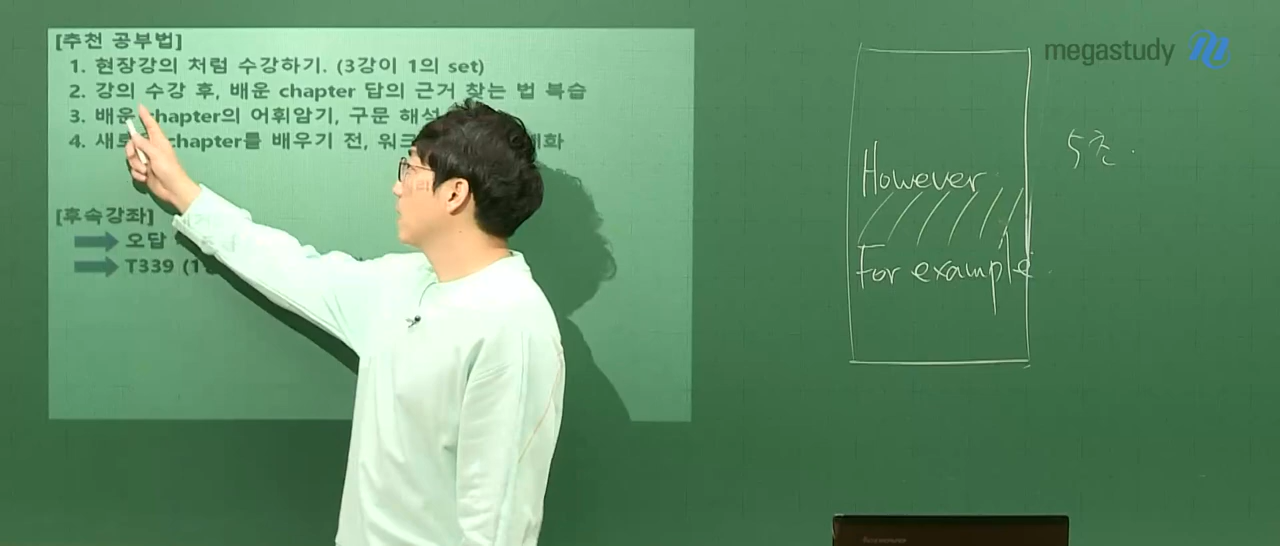 [추천 공부법]
1. 현장강의 처럼 수강하기. (3강이 1의 set)
2. 강의 수강 후, 배운 chapter 답의 근거 찾는 법 복습
3. 배운 chapter의 어휘암기, 구문 해석
4. 새로운 chapter를 배우기 전, 워크
[후속강좌]
오답
T339 (1
megastudy
5초.
However
For example
Lenovo